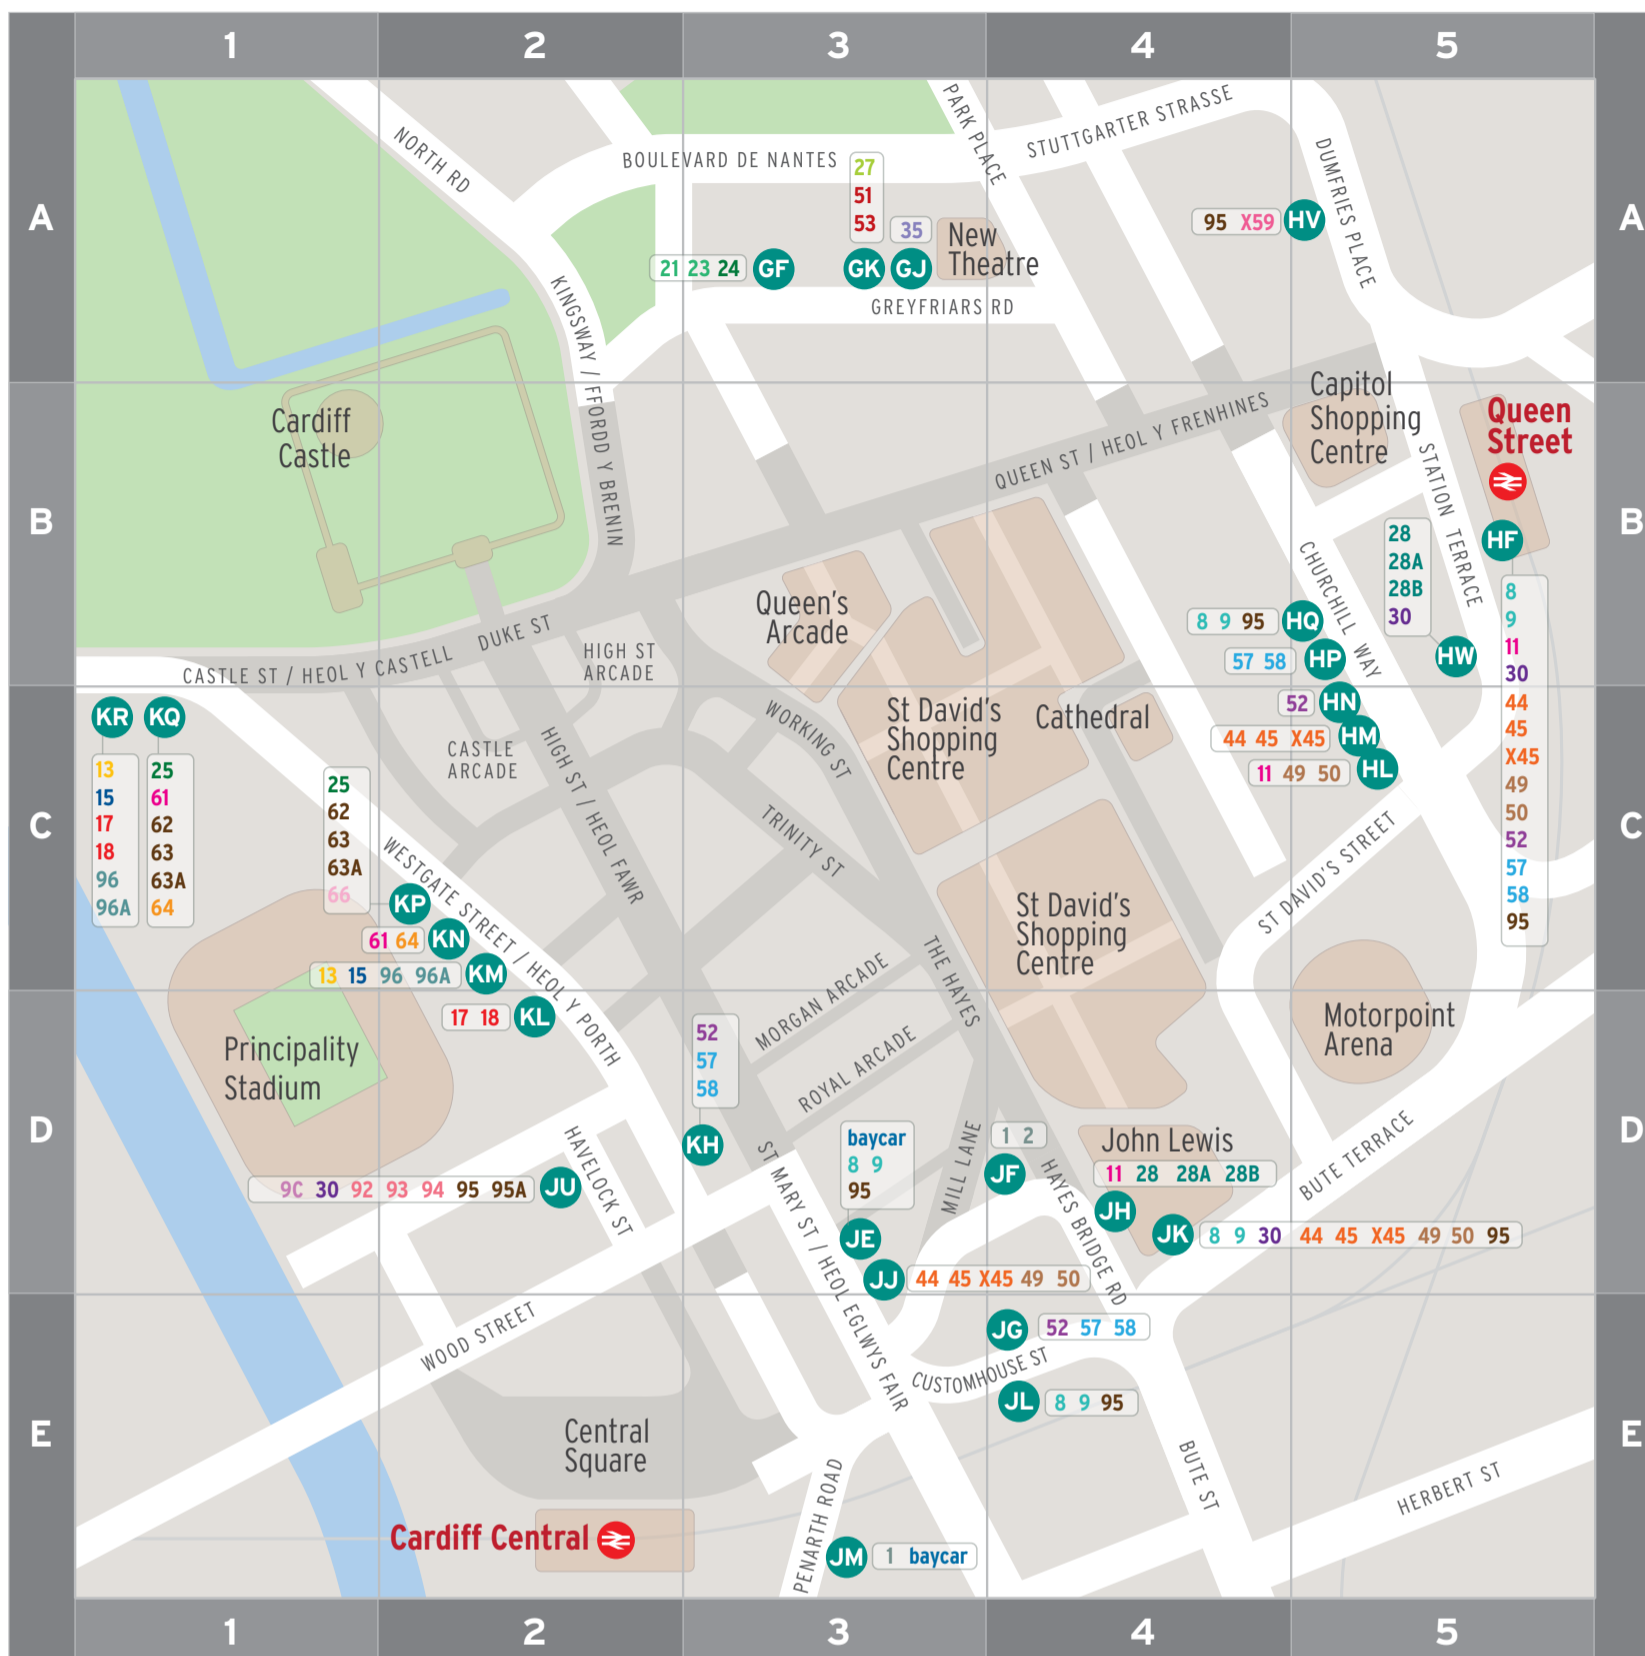 1 2 3 4 5
A
NORTH RD
BOULEVARD DE NANTES
PARK PLACE
STUTTGARTER STRASSE
DUMFRIES PLACE
A
27
51
53
35
New
Theatre
95 X59
HV
21 23 24
GF
GK
GJ
GREYFRIARS RD
KINGSWAY / FFORDD Y BRENIN
B
Cardiff
Castle
QUEEN ST / HEOL Y FRENHINES
Capitol
Shopping
Centre
Queen
Street
STATION TERRACE
B
28
28A
28B
30
HW
HF
8
9
11
30
44
45
X45
49
50
52
57
58
95
CHURCHILL WAY
Queen's
Arcade
8 9 95
HQ
57 58
HP
DUKE ST
HIGH ST
ARCADE
CASTLE ST / HEOL Y CASTELL
KR
KQ
13
15
17
18
96
96A
25
61
62
63
63A
64
WORKING ST
St David's
Shopping
Centre
Cathedral
52
HN
44 45 X45
HM
11 49 50
HL
CASTLE
ARCADE
HIGH ST / HEOL FAWR
C
C
25
62
63
63A
66
KP
WESTGATE STREET / HEOL Y PORTH
TRINITY ST
ST DAVID'S STREET
St David's
Shopping
Centre
61 64
KN
13 15 96 96A
KM
17 18
KL
THE HAYES
MORGAN ARCADE
ROYAL ARCADE
Motorpoint
Arena
Principality
Stadium
52
57
58
KH
D
D
HAVELOCK ST
ST MARY ST / HEOL EGLWYS FAIR
baycar
8 9
95
JE
MILL LANE
1 2
JF
HAYES BRIDGE RD
John Lewis
11 28 28A 28B
JH
BUTE TERRACE
9C 30 92 93 94 95 95A
JU
JK
8 9 30 44 45 X45 49 50 95
JJ
44 45 X45 49 50
WOOD STREET
JG
52 57 58
CUSTOMHOUSE ST
JL
8 9 95
E
Central
Square
E
BUTE ST
HERBERT ST
PENARTH ROAD
Cardiff Central
JM
1 baycar
1 2 3 4 5